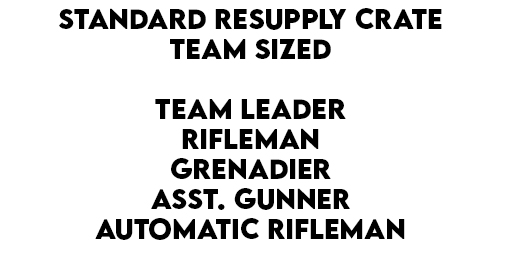 STANDARD RESUPPLY CRATE
TEAM SIZED
TEAM LEADER
RIFLEMAN
GRENADIER
ASST. GUNNER
AUTOMATIC RIFLEMAN